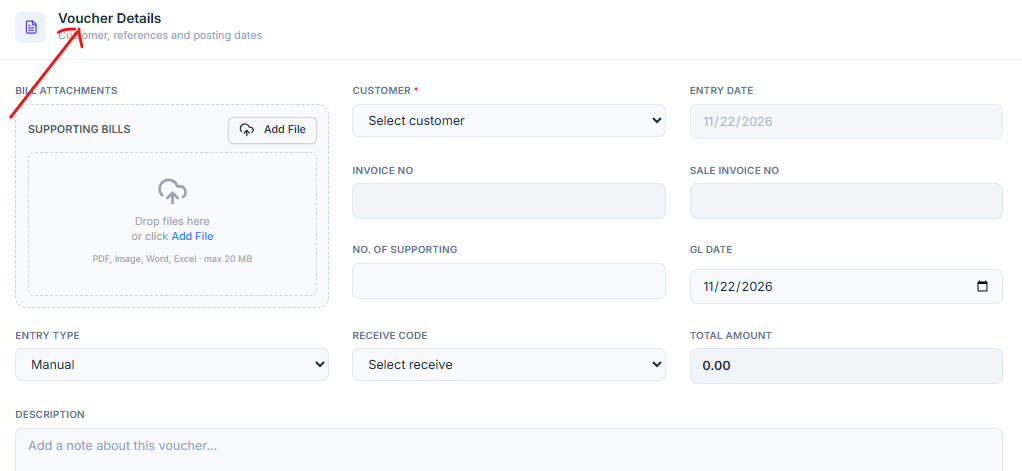 Voucher Details
Customer, references and posting dates
BILL ATTACHMENTS
SUPPORTING BILLS
Add File
Drop files here
or click Add File
PDF, Image, Word, Excel · max 20 MB
CUSTOMER *
Select customer
ENTRY DATE
11/22/2026
INVOICE NO
SALE INVOICE NO
NO. OF SUPPORTING
GL DATE
11/22/2026
ENTRY TYPE
Manual
RECEIVE CODE
Select receive
TOTAL AMOUNT
0.00
DESCRIPTION
Add a note about this voucher...